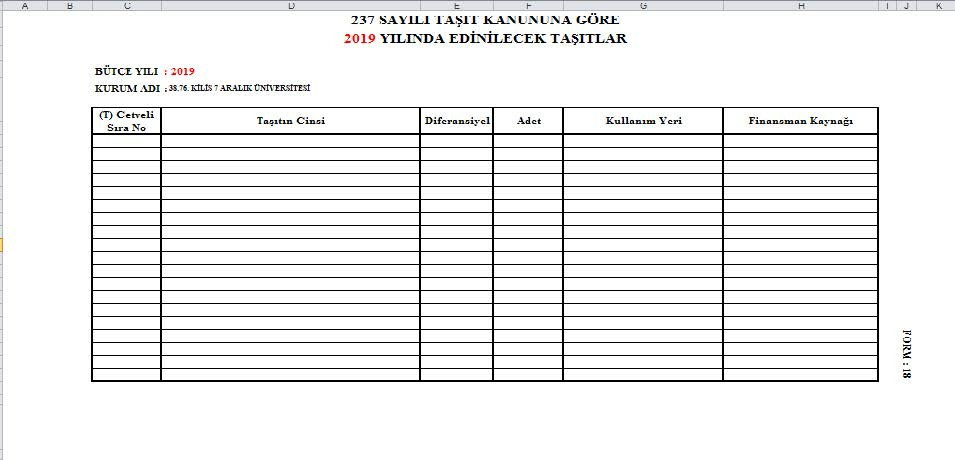 A B C D E F G H I J K
237 SAYILI TAŞIT KANUNUNA GÖRE
2019 YILINDA EDİNİLECEK TAŞITLAR
BÜTÇE YILI : 2019
KURUM ADI : 38.76. KİLİS 7 ARALIK ÜNİVERSİTESİ
(T) Cetveli
Sıra No
Taşıtın Cinsi
Diferansiyel
Adet
Kullanım Yeri
Finansman Kaynağı
FORM : 18